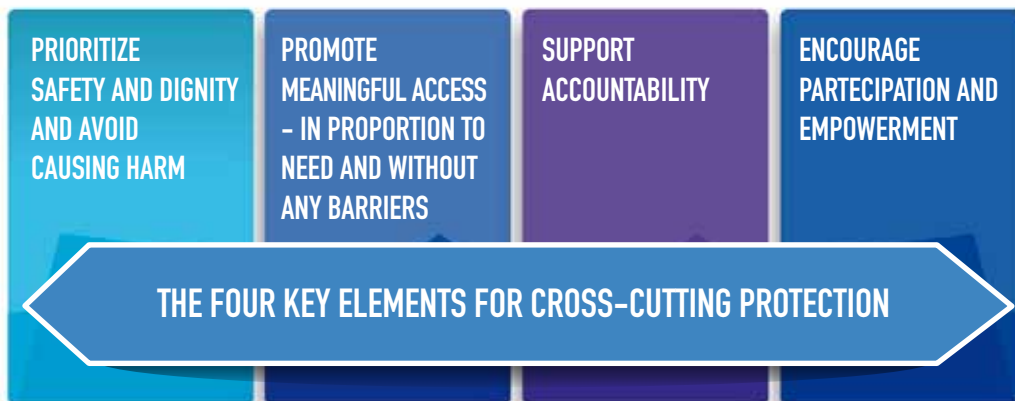 PRIORITIZE
SAFETY AND DIGNITY
AND AVOID
CAUSING HARM
PROMOTE
MEANINGFUL ACCESS
- IN PROPORTION TO
NEED AND WITHOUT
ANY BARRIERS
SUPPORT
ACCOUNTABILITY
ENCOURAGE
PARTECIPATION AND
EMPOWERMENT
THE FOUR KEY ELEMENTS FOR CROSS-CUTTING PROTECTION